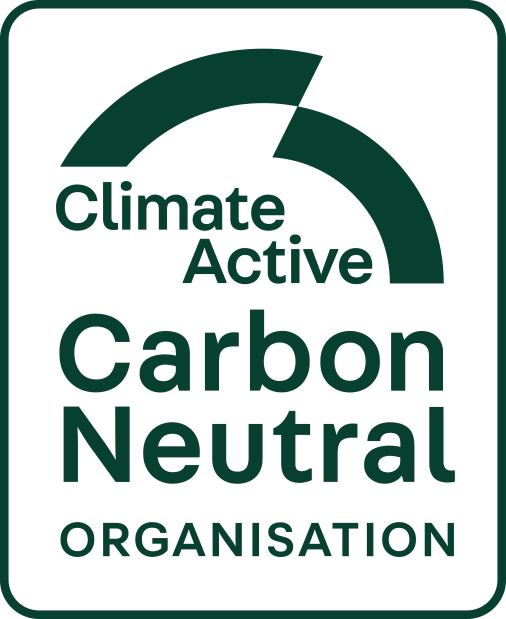 Climate
Active
Carbon
Neutral
ORGANISATION